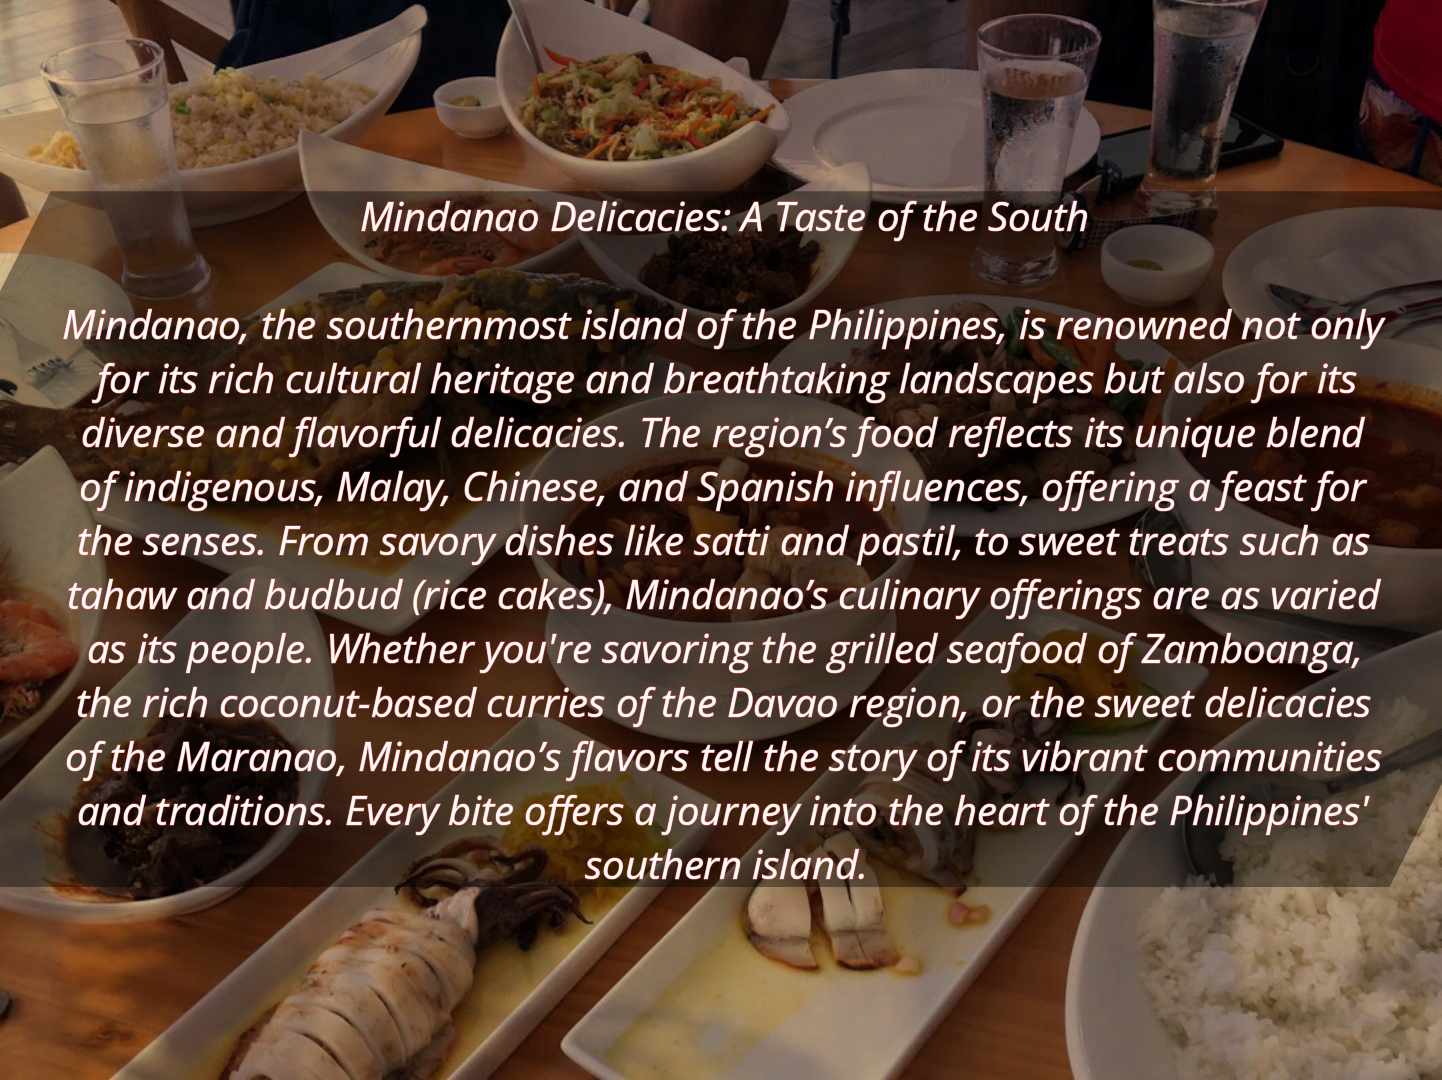 Mindanao Delicacies: A Taste of the South
Mindanao, the southernmost island of the Philippines, is renowned not only
for its rich cultural heritage and breathtaking landscapes but also for its
diverse and flavorful delicacies. The region’s food reflects its unique blend
of indigenous, Malay, Chinese, and Spanish influences, offering a feast for
the senses. From savory dishes like satti and pastil, to sweet treats such as
tahaw and budbud (rice cakes), Mindanao’s culinary offerings are as varied
as its people. Whether you're savoring the grilled seafood of Zamboanga,
the rich coconut-based curries of the Davao region, or the sweet delicacies
of the Maranao, Mindanao’s flavors tell the story of its vibrant communities
and traditions. Every bite offers a journey into the heart of the Philippines'
southern island.